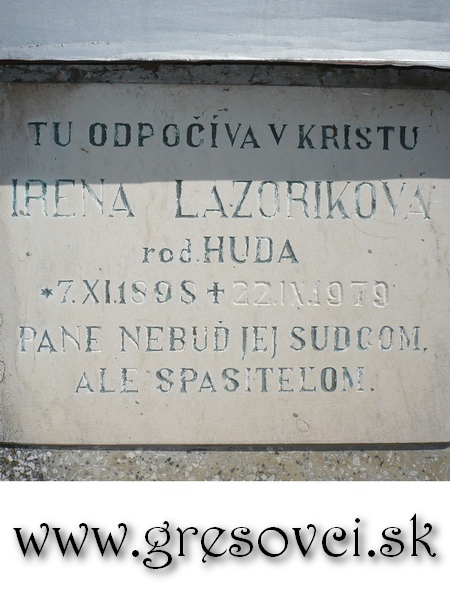 TU ODPOČÍVA V KRISTU
IRENA LAZORIKOVÁ
rod. HUDA
*7.XI.1898 + 22.IX.1979
PANE NEBUĎ JEJ SUDCOM,
ALE SPASITEĽOM.
www.gresovci.sk